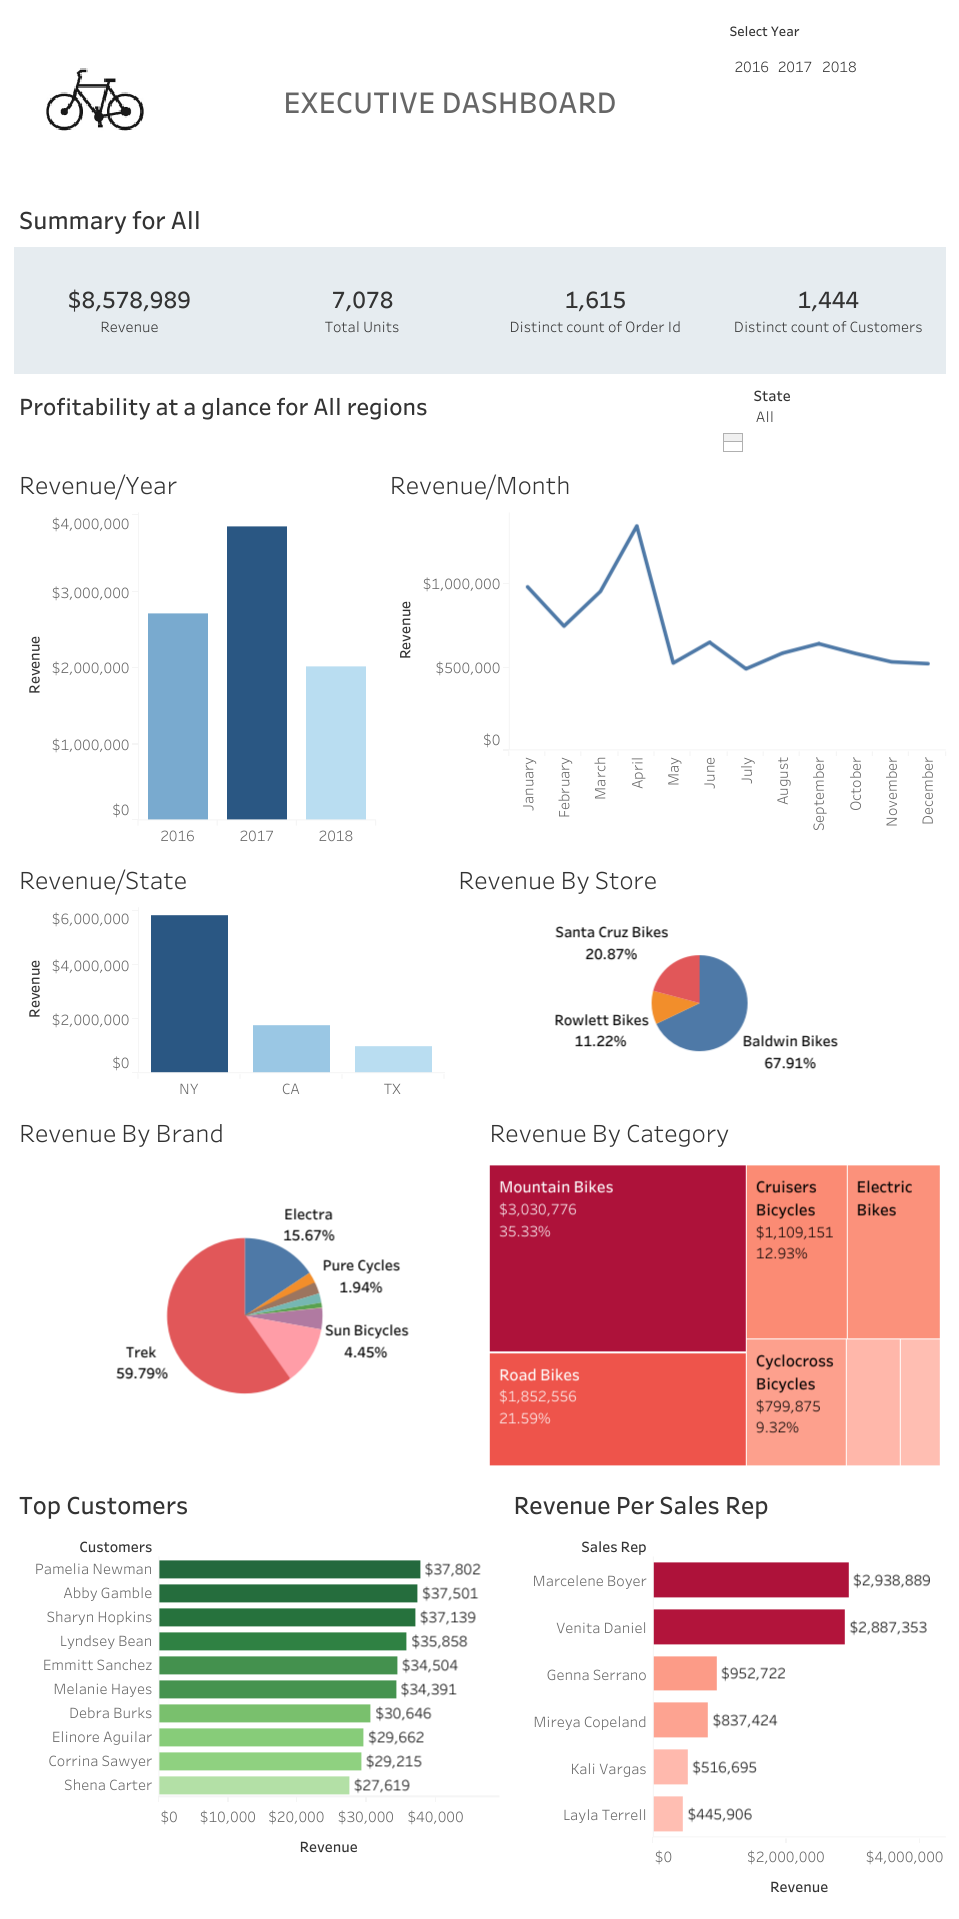 Select Year
2016 2017 2018
EXECUTIVE DASHBOARD
Summary for All
$8,578,989
Revenue
7,078
Total Units
1,615
Distinct count of Order Id
1,444
Distinct count of Customers
Profitability at a glance for All regions
State
All
Revenue/Year
Revenue
$4,000,000
$3,000,000
$2,000,000
$1,000,000
$0
2016
2017
2018
Revenue/Month
Revenue
$1,000,000
$500,000
$0
January
February
March
April
May
June
July
August
September
October
November
December
Revenue/State
Revenue
$6,000,000
$4,000,000
$2,000,000
$0
NY
CA
TX
Revenue By Store
Santa Cruz Bikes
20.87%
Rowlett Bikes
11.22%
Baldwin Bikes
67.91%
Revenue By Brand
Electra
15.67%
Pure Cycles
1.94%
Sun Bicycles
4.45%
Trek
59.79%
Revenue By Category
Mountain Bikes
$3,030,776
35.33%
Road Bikes
$1,852,556
21.59%
Cruisers
Bicycles
$1,109,151
12.93%
Electric
Bikes
Cyclocross
Bicycles
$799,875
9.32%
Top Customers
Customers
Pamelia Newman $37,802
Abby Gamble $37,501
Sharyn Hopkins $37,139
Lyndsey Bean $35,858
Emmitt Sanchez $34,504
Melanie Hayes $34,391
Debra Burks $30,646
Elinore Aguilar $29,662
Corrina Sawyer $29,215
Shena Carter $27,619
$0 $10,000 $20,000 $30,000 $40,000
Revenue
Revenue Per Sales Rep
Sales Rep
Marcelene Boyer $2,938,889
Venita Daniel $2,887,353
Genna Serrano $952,722
Mireya Copeland $837,424
Kali Vargas $516,695
Layla Terrell $445,906
$0 $2,000,000 $4,000,000
Revenue